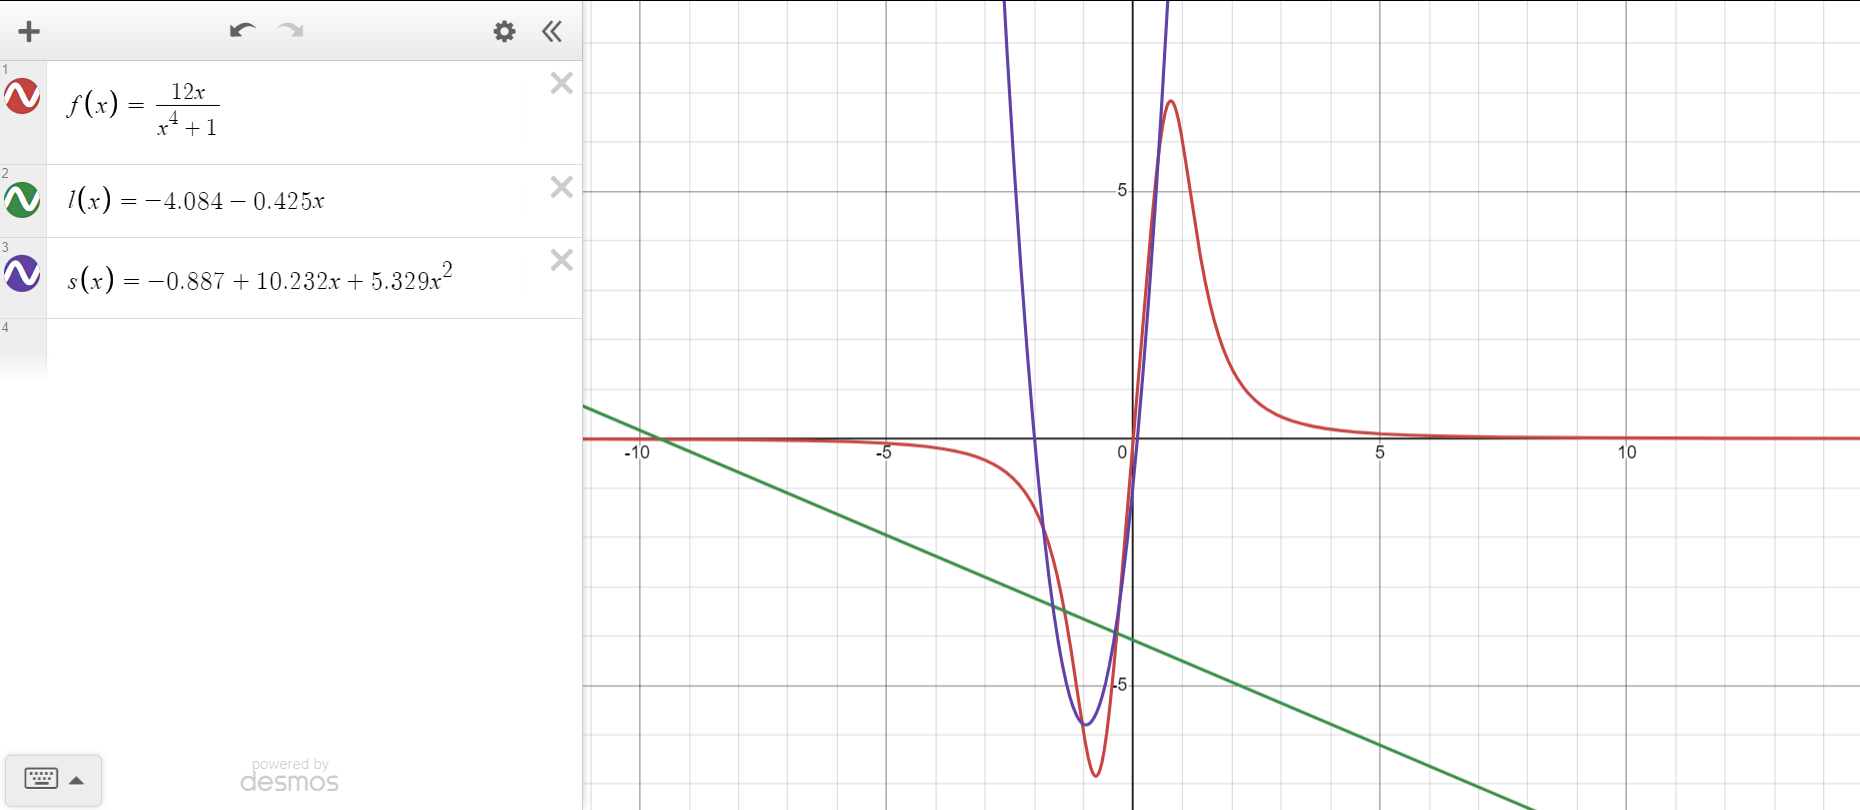 1
f(x) = 12x / (x^4 + 1)
2
l(x) = −4.084 − 0.425x
3
s(x) = −0.887 + 10.232x + 5.329x^2
4
powered by
desmos
5
-10 -5 0 5 10
-5